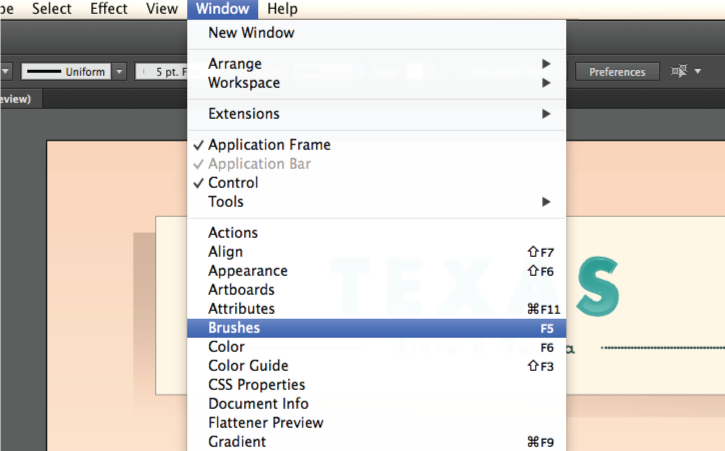 pe Select Effect View Window Help
New Window
Uniform
5 pt. F
Preferences
Arrange
Workspace
eview)
Extensions
✓ Application Frame
✓ Application Bar
✓ Control
Tools
Actions
Align ⇧F7
Appearance ⇧F6
Artboards
TEXAS
Attributes ⌘F11
Brushes F5
Color F6
a
Color Guide ⇧F3
CSS Properties
Document Info
Flattener Preview
Gradient ⌘F9